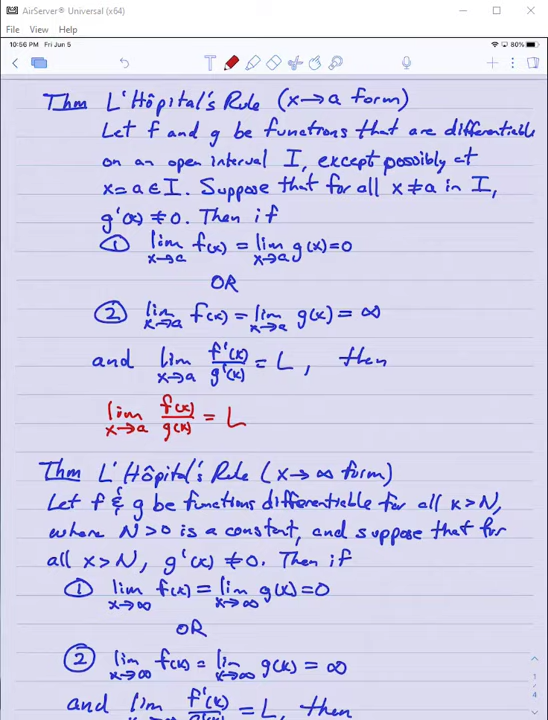 AirServer® Universal (x64)
File View Help
10:56 PM Fri Jun 5 80%
T
Thm L'Hôpital's Rule (x→a form)
Let f and g be functions that are differentiable
on an open interval I, except possibly at
x=a∈I. Suppose that for all x≠a in I,
g'(x)≠0. Then if
① lim x→a f(x) = lim x→a g(x)=0
OR
② lim x→a f(x) = lim x→a g(x) = ∞
and lim x→a f'(x)/g'(x) = L, then
lim x→a f(x)/g(x) = L
Thm L'Hôpital's Rule (x→∞ form)
Let f & g be functions differentiable for all x>N,
where N>0 is a constant, and suppose that for
all x>N, g'(x)≠0. Then if
① lim x→∞ f(x) = lim x→∞ g(x)=0
OR
② lim x→∞ f(x) = lim x→∞ g(x) = ∞
1
4
and lim f'(x)/g'(x) = L, then